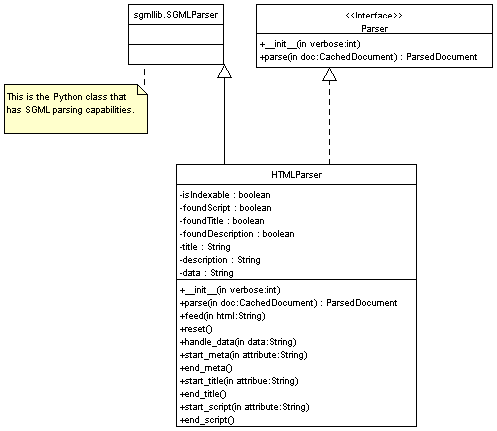 sgmllib.SGMLParser
<<Interface>>
Parser
+__init__(in verbose:int)
+parse(in doc:CachedDocument) : ParsedDocument
This is the Python class that
has SGML parsing capabilities.
HTMLParser
-isIndexable : boolean
-foundScript : boolean
-foundTitle : boolean
-foundDescription : boolean
-title : String
-description : String
-data : String
+__init__(in verbose:int)
+parse(in doc:CachedDocument) : ParsedDocument
+feed(in html:String)
+reset()
+handle_data(in data:String)
+start_meta(in attribute:String)
+end_meta()
+start_title(in attribue:String)
+end_title()
+start_script(in attribute:String)
+end_script()